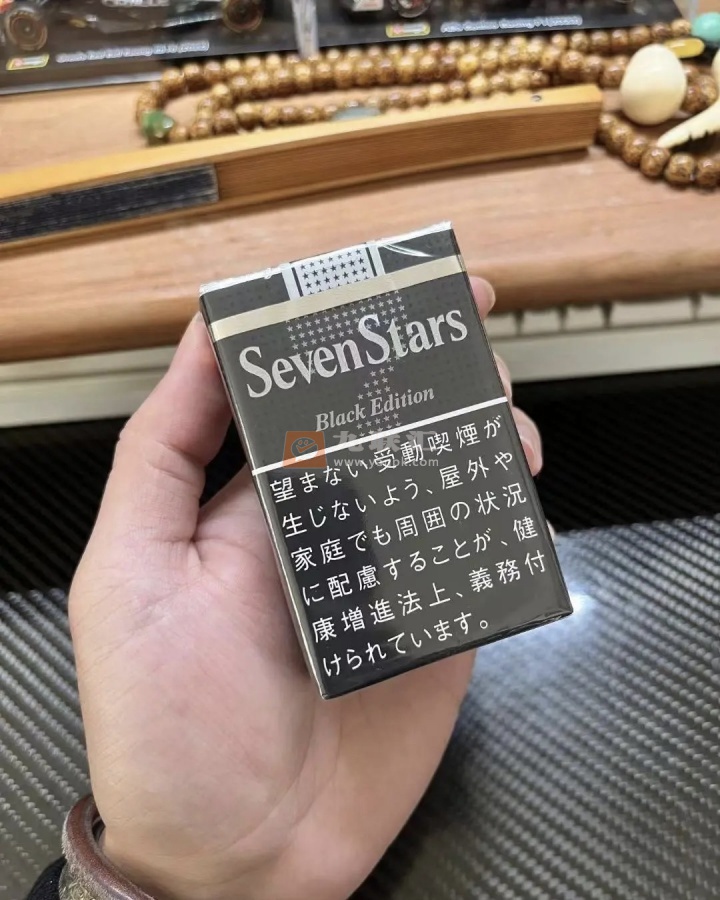 SevenStars
Black Edition
望まない受動喫煙が
生じないよう、屋外や
家庭でも周囲の状況
に配慮することが、健
康増進法上、義務付
けられています。